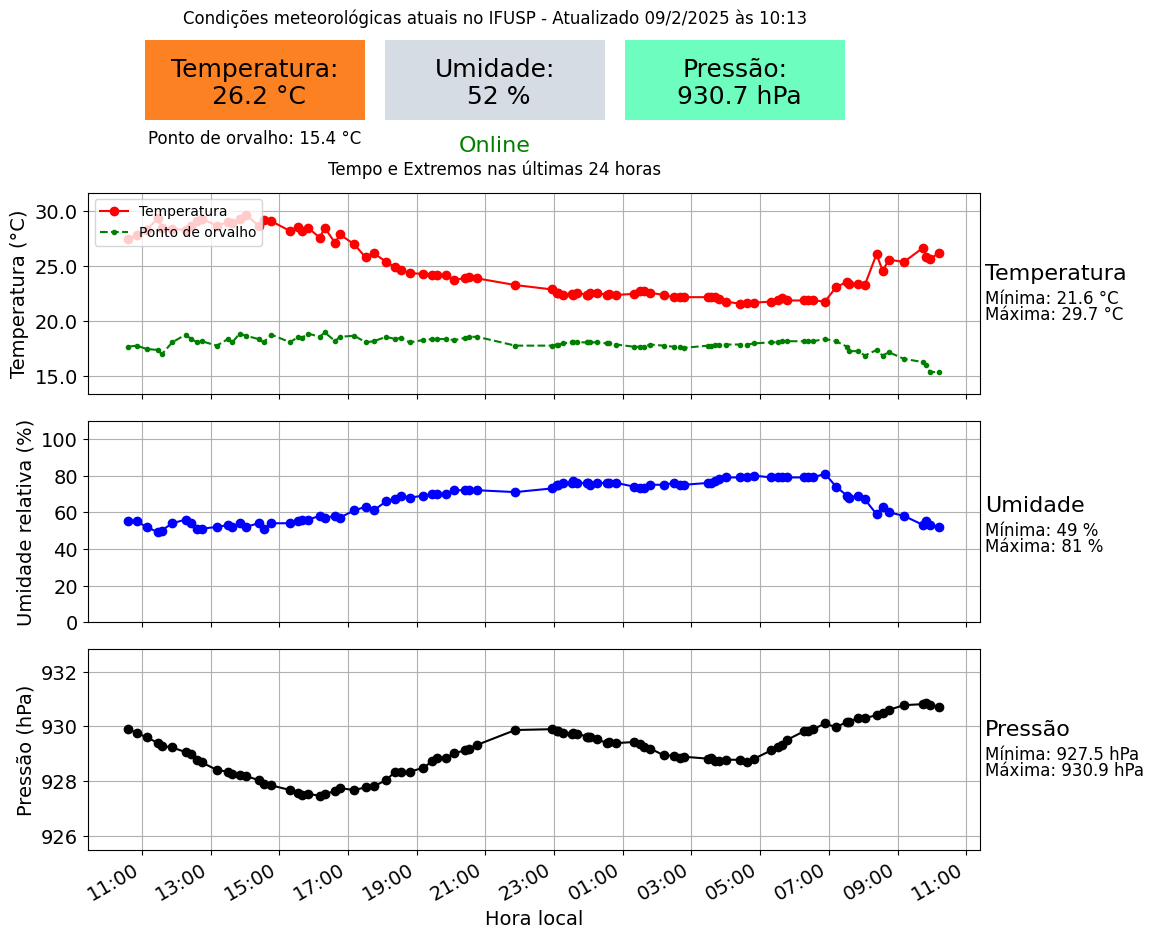 Condições meteorológicas atuais no IFUSP - Atualizado 09/2/2025 às 10:13
Temperatura:
26.2 °C
Umidade:
52 %
Pressão:
930.7 hPa
Ponto de orvalho: 15.4 °C
Online
Tempo e Extremos nas últimas 24 horas
Temperatura (°C)
30.0
25.0
20.0
15.0
Temperatura
Ponto de orvalho
Temperatura
Mínima: 21.6 °C
Máxima: 29.7 °C
Umidade relativa (%)
100
80
60
40
20
0
Umidade
Mínima: 49 %
Máxima: 81 %
Pressão (hPa)
932
930
928
926
Pressão
Mínima: 927.5 hPa
Máxima: 930.9 hPa
11:00 13:00 15:00 17:00 19:00 21:00 23:00 01:00 03:00 05:00 07:00 09:00 11:00
Hora local